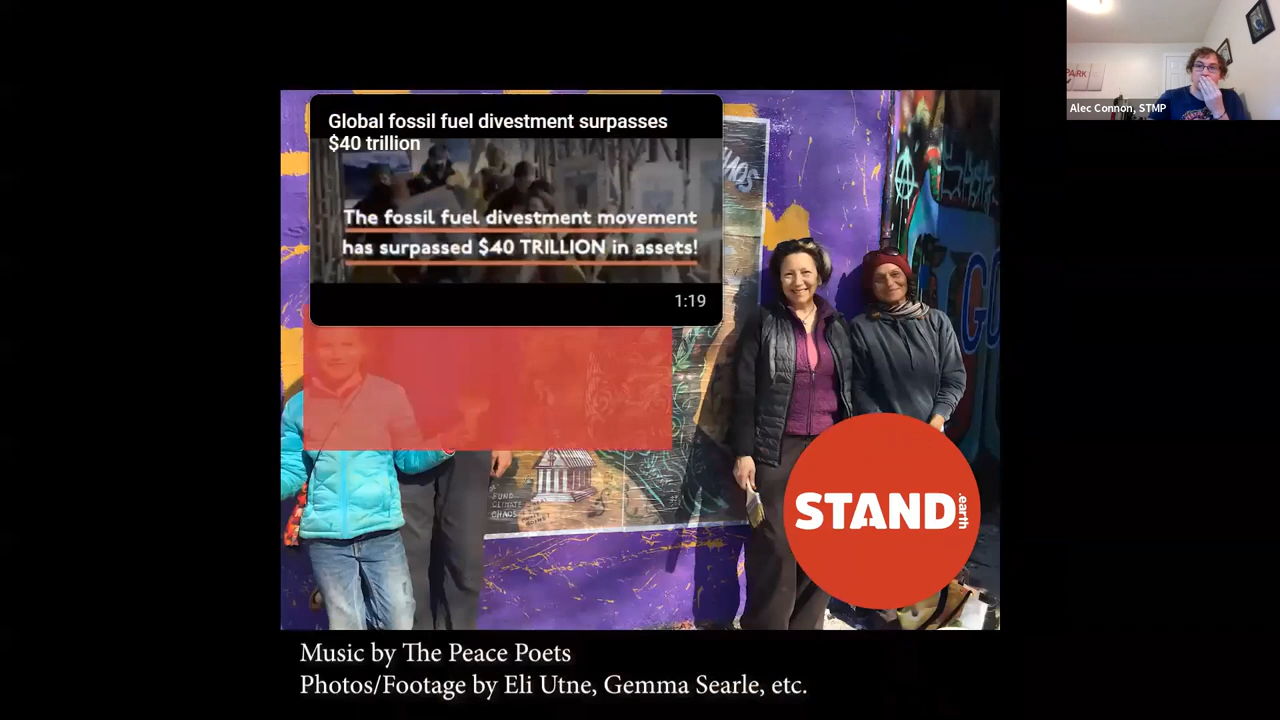 Global fossil fuel divestment surpasses
$40 trillion
The fossil fuel divestment movement
has surpassed $40 TRILLION in assets!
1:19
PARK
Alec Connon, STMP
FUND
CLIMATE
CHAOS
STAND.earth
Music by The Peace Poets
Photos/Footage by Eli Utne, Gemma Searle, etc.